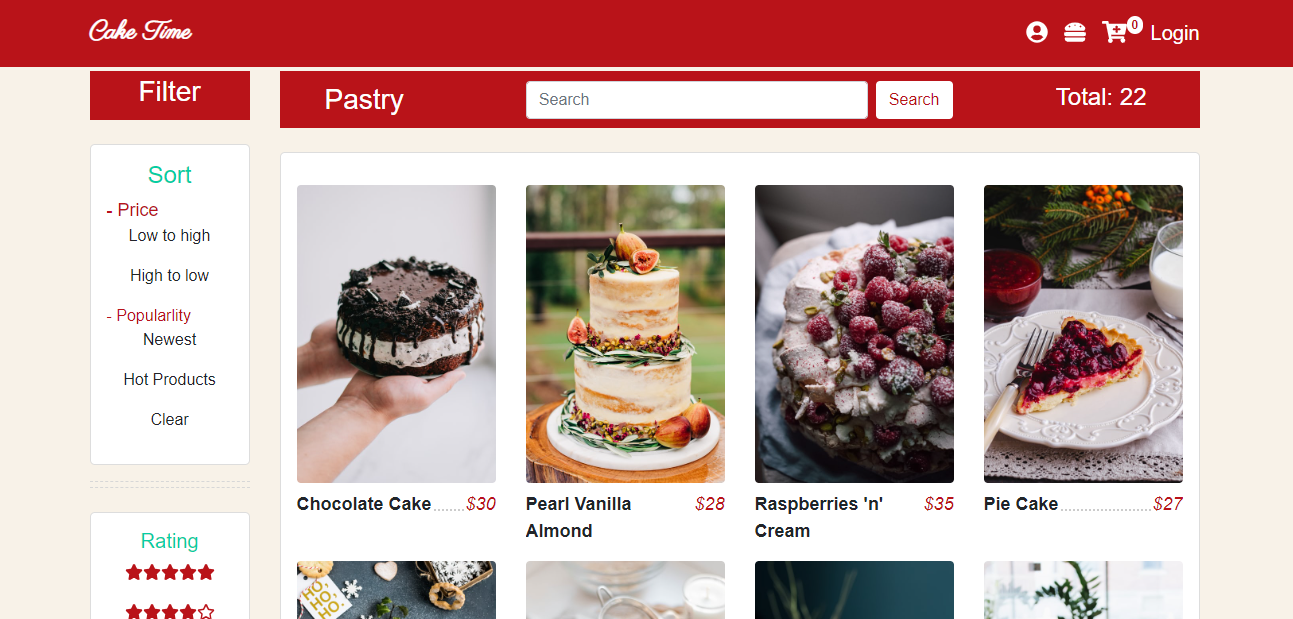 Cake Time
0
Login
Filter
Pastry
Search
Search
Total: 22
Sort
- Price
Low to high
High to low
- Popularlity
Newest
Hot Products
Clear
Rating
Chocolate Cake $30
Pearl Vanilla Almond $28
Raspberries 'n' Cream $35
Pie Cake $27
HO,
HO,
HO!